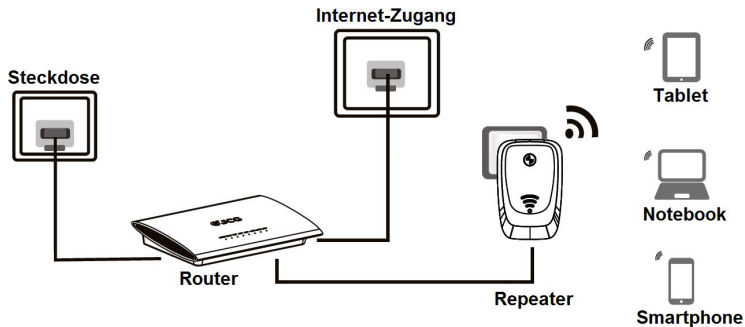 Internet-Zugang
Steckdose
Tablet
Notebook
Router
Repeater
Smartphone